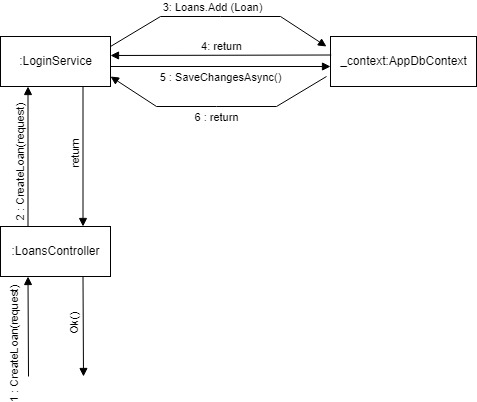 3: Loans.Add (Loan)
4: return
:LoginService
_context:AppDbContext
5 : SaveChangesAsync()
6 : return
2 : CreateLoan(request)
return
:LoansController
1 : CreateLoan(request)
Ok()